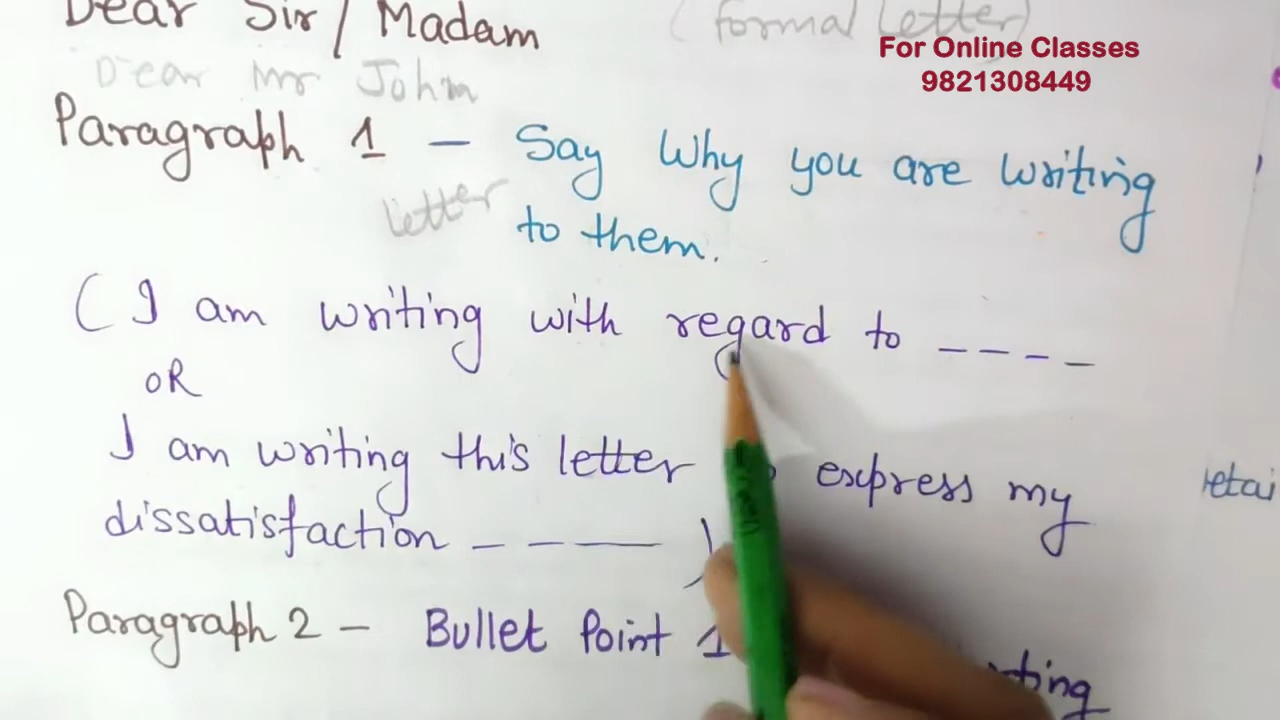 Dear Sir / Madam (formal letter)
For Online Classes
9821308449
Dear Mr John
Paragraph 1 - Say Why you are writing
letter to them.
( I am writing with regard to ----
OR
I am writing this letter express my
dissatisfaction ---- )
Paragraph 2 - Bullet Point 1